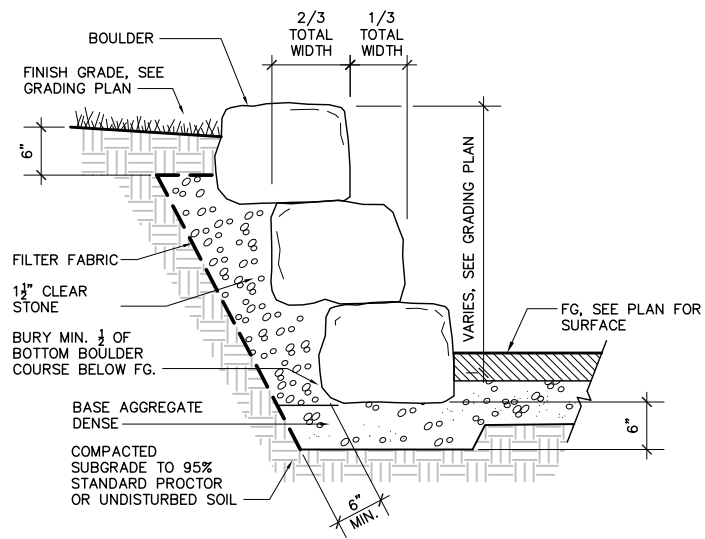 2/3
TOTAL
WIDTH
1/3
TOTAL
WIDTH
BOULDER
FINISH GRADE, SEE
GRADING PLAN
6"
VARIES, SEE GRADING PLAN
FILTER FABRIC
1½" CLEAR
STONE
FG, SEE PLAN FOR
SURFACE
BURY MIN. ½ OF
BOTTOM BOULDER
COURSE BELOW FG.
BASE AGGREGATE
DENSE
6"
COMPACTED
SUBGRADE TO 95%
STANDARD PROCTOR
OR UNDISTURBED SOIL
6"
MIN.